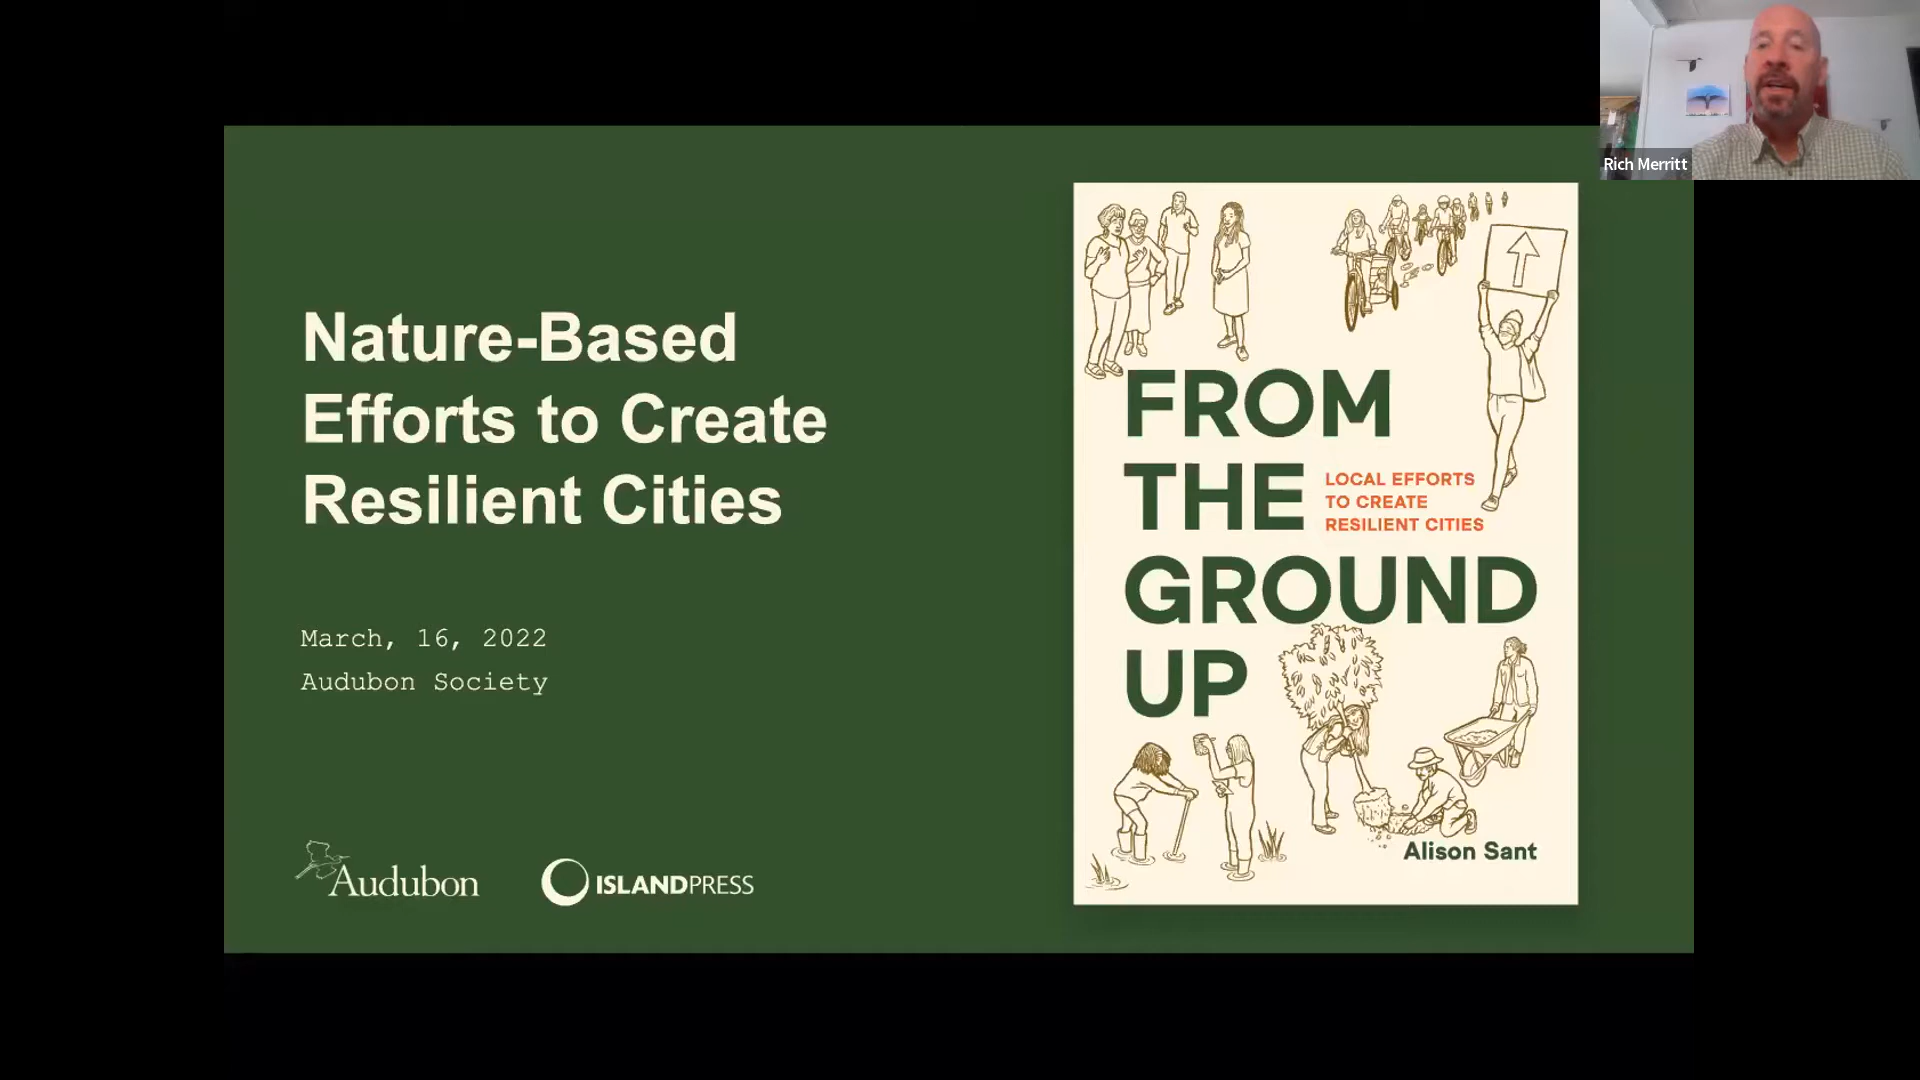 Rich Merritt
Nature-Based
Efforts to Create
Resilient Cities
March, 16, 2022
Audubon Society
Audubon
ISLANDPRESS
FROM
THE
LOCAL EFFORTS
TO CREATE
RESILIENT CITIES
GROUND
UP
Alison Sant